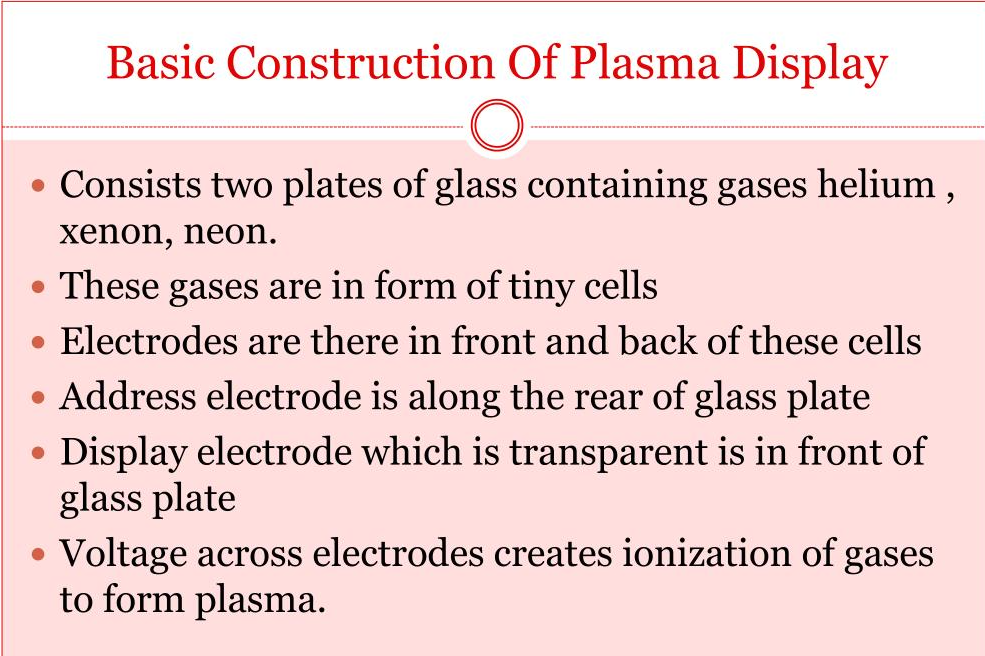 Basic Construction Of Plasma Display
• Consists two plates of glass containing gases helium ,
xenon, neon.
• These gases are in form of tiny cells
• Electrodes are there in front and back of these cells
• Address electrode is along the rear of glass plate
• Display electrode which is transparent is in front of
glass plate
• Voltage across electrodes creates ionization of gases
to form plasma.